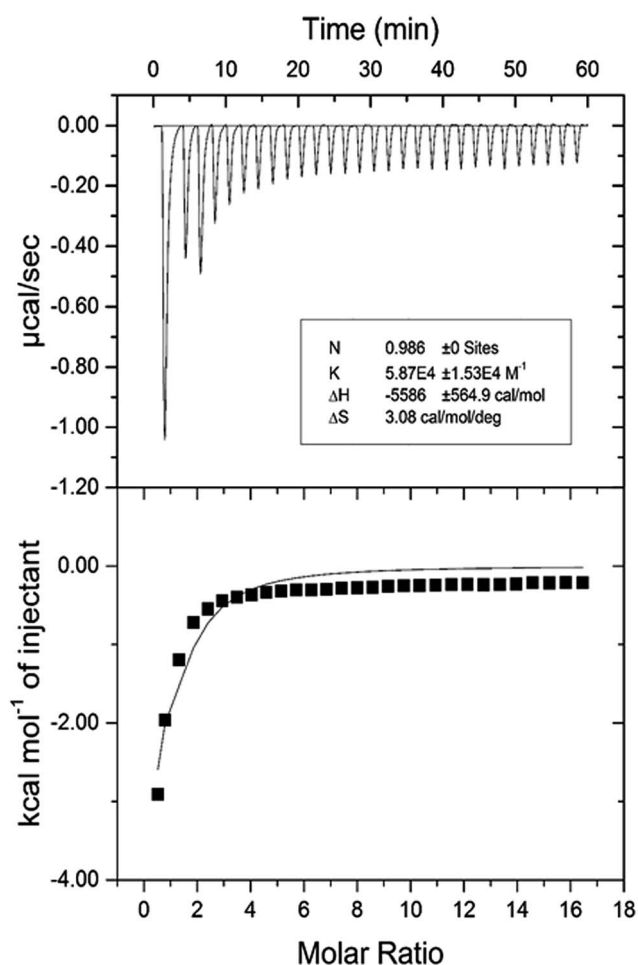 Time (min)
0 10 20 30 40 50 60
0.00
-0.20
-0.40
-0.60
-0.80
-1.00
-1.20
µcal/sec
N 0.986 ±0 Sites
K 5.87E4 ±1.53E4 M⁻¹
ΔH -5586 ±564.9 cal/mol
ΔS 3.08 cal/mol/deg
0.00
-2.00
-4.00
kcal mol⁻¹ of injectant
0 2 4 6 8 10 12 14 16 18
Molar Ratio